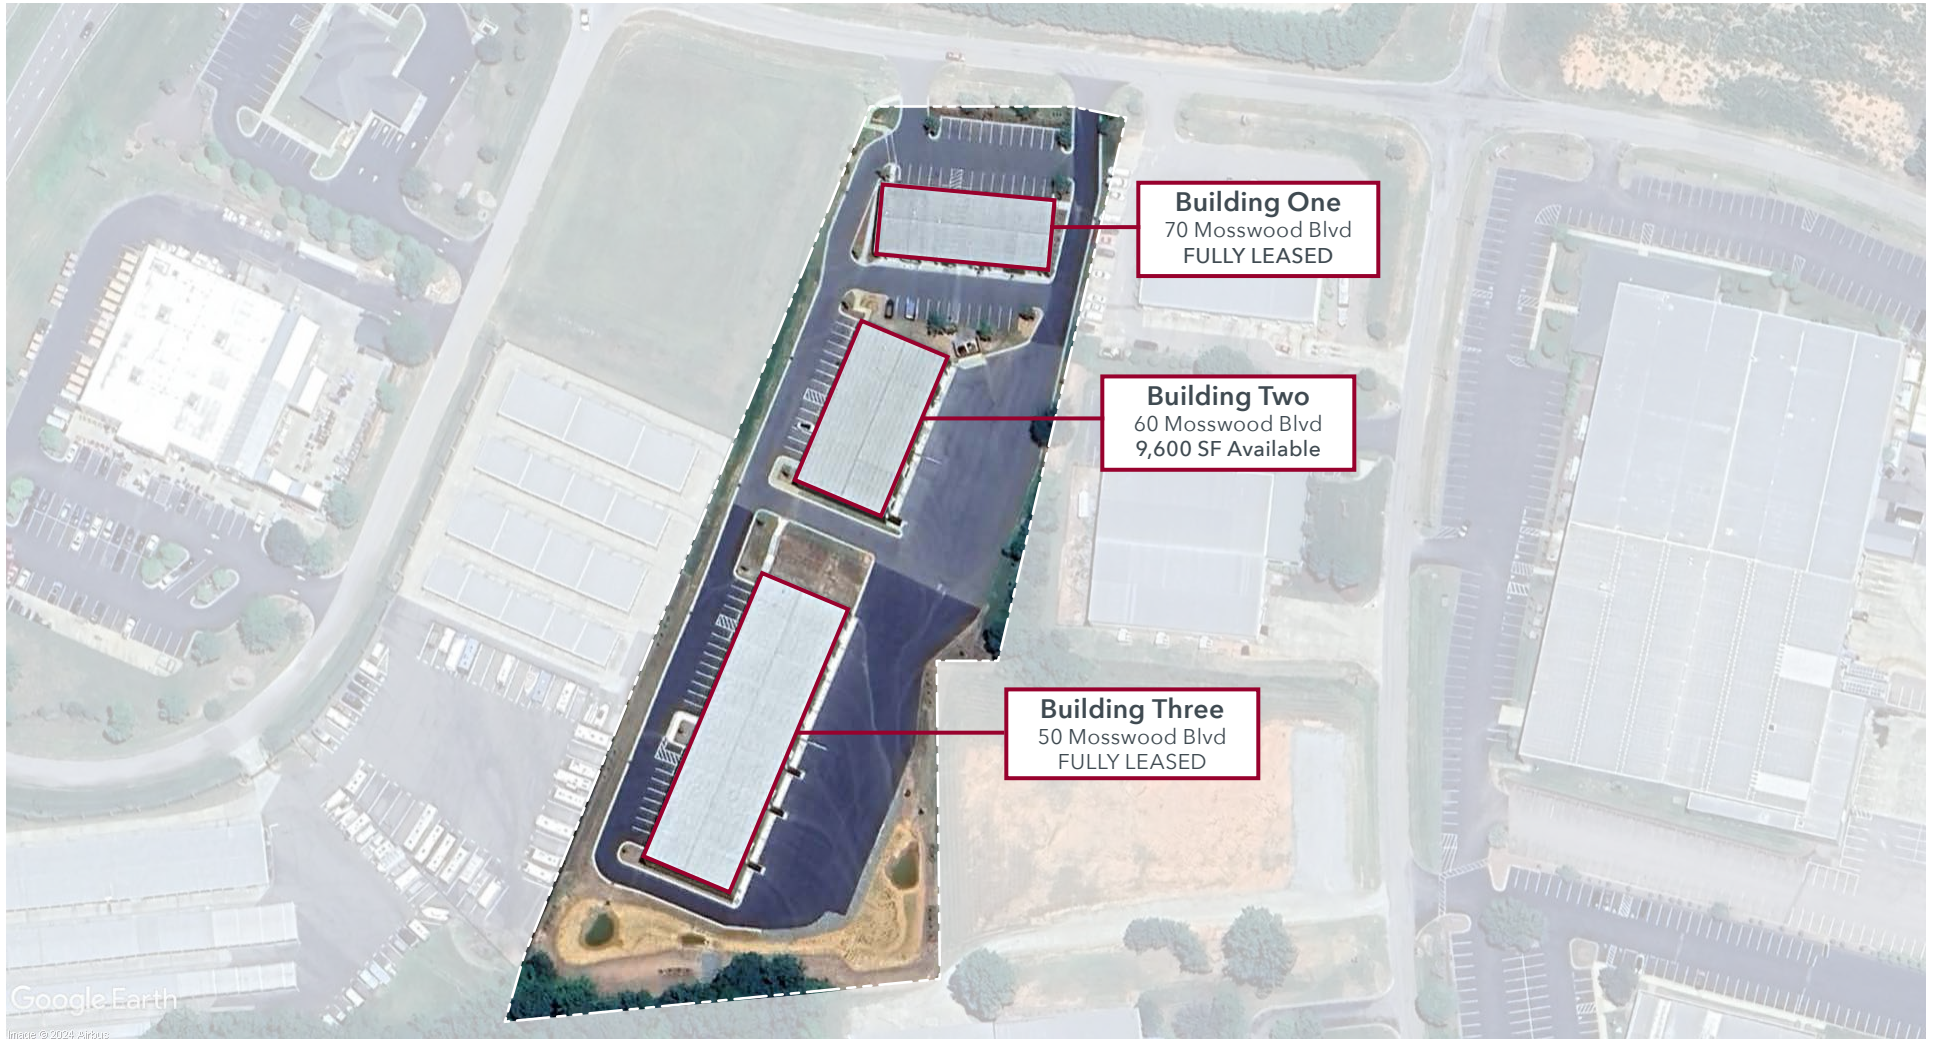 Building One
70 Mosswood Blvd
FULLY LEASED
Building Two
60 Mosswood Blvd
9,600 SF Available
Building Three
50 Mosswood Blvd
FULLY LEASED
Google Earth
Image © 2024 Airbus